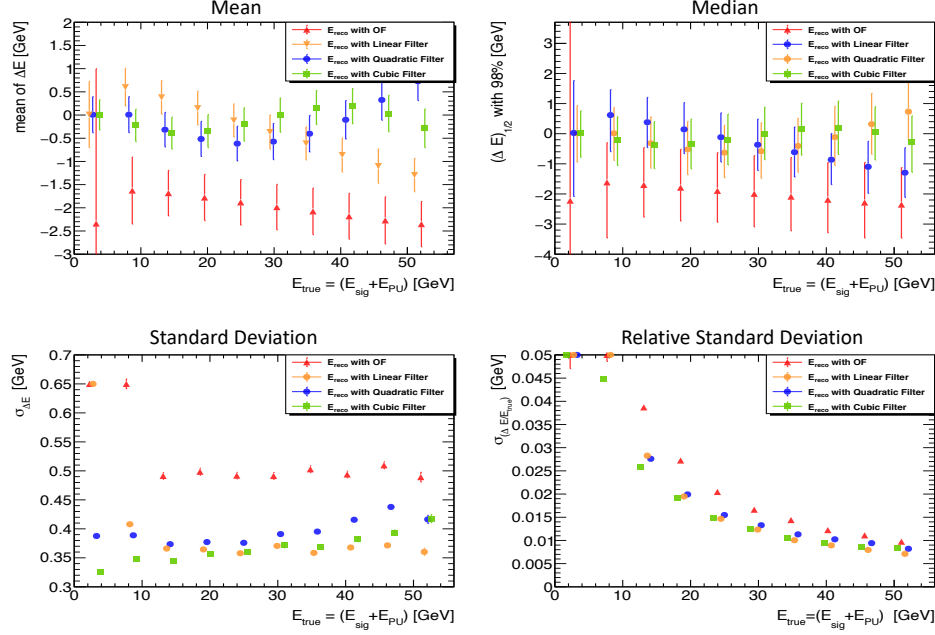 Mean
mean of ΔE [GeV]
1.5
1
0.5
0
−0.5
−1
−1.5
−2
−2.5
−3
E_reco with OF
E_reco with Linear Filter
E_reco with Quadratic Filter
E_reco with Cubic Filter
0 10 20 30 40 50
E_true = (E_sig+E_PU) [GeV]
Median
(Δ E)_1/2 with 98% [GeV]
3
2
1
0
−1
−2
−3
−4
E_reco with OF
E_reco with Linear Filter
E_reco with Quadratic Filter
E_reco with Cubic Filter
0 10 20 30 40 50
E_true = (E_sig+E_PU) [GeV]
Standard Deviation
σ_ΔE [GeV]
0.7
0.65
0.6
0.55
0.5
0.45
0.4
0.35
0.3
E_reco with OF
E_reco with Linear Filter
E_reco with Quadratic Filter
E_reco with Cubic Filter
0 10 20 30 40 50
E_true = (E_sig+E_PU) [GeV]
Relative Standard Deviation
σ_(Δ E/E_true) [GeV]
0.05
0.045
0.04
0.035
0.03
0.025
0.02
0.015
0.01
0.005
0
E_reco with OF
E_reco with Linear Filter
E_reco with Quadratic Filter
E_reco with Cubic Filter
0 10 20 30 40 50
E_true=(E_sig+E_PU) [GeV]